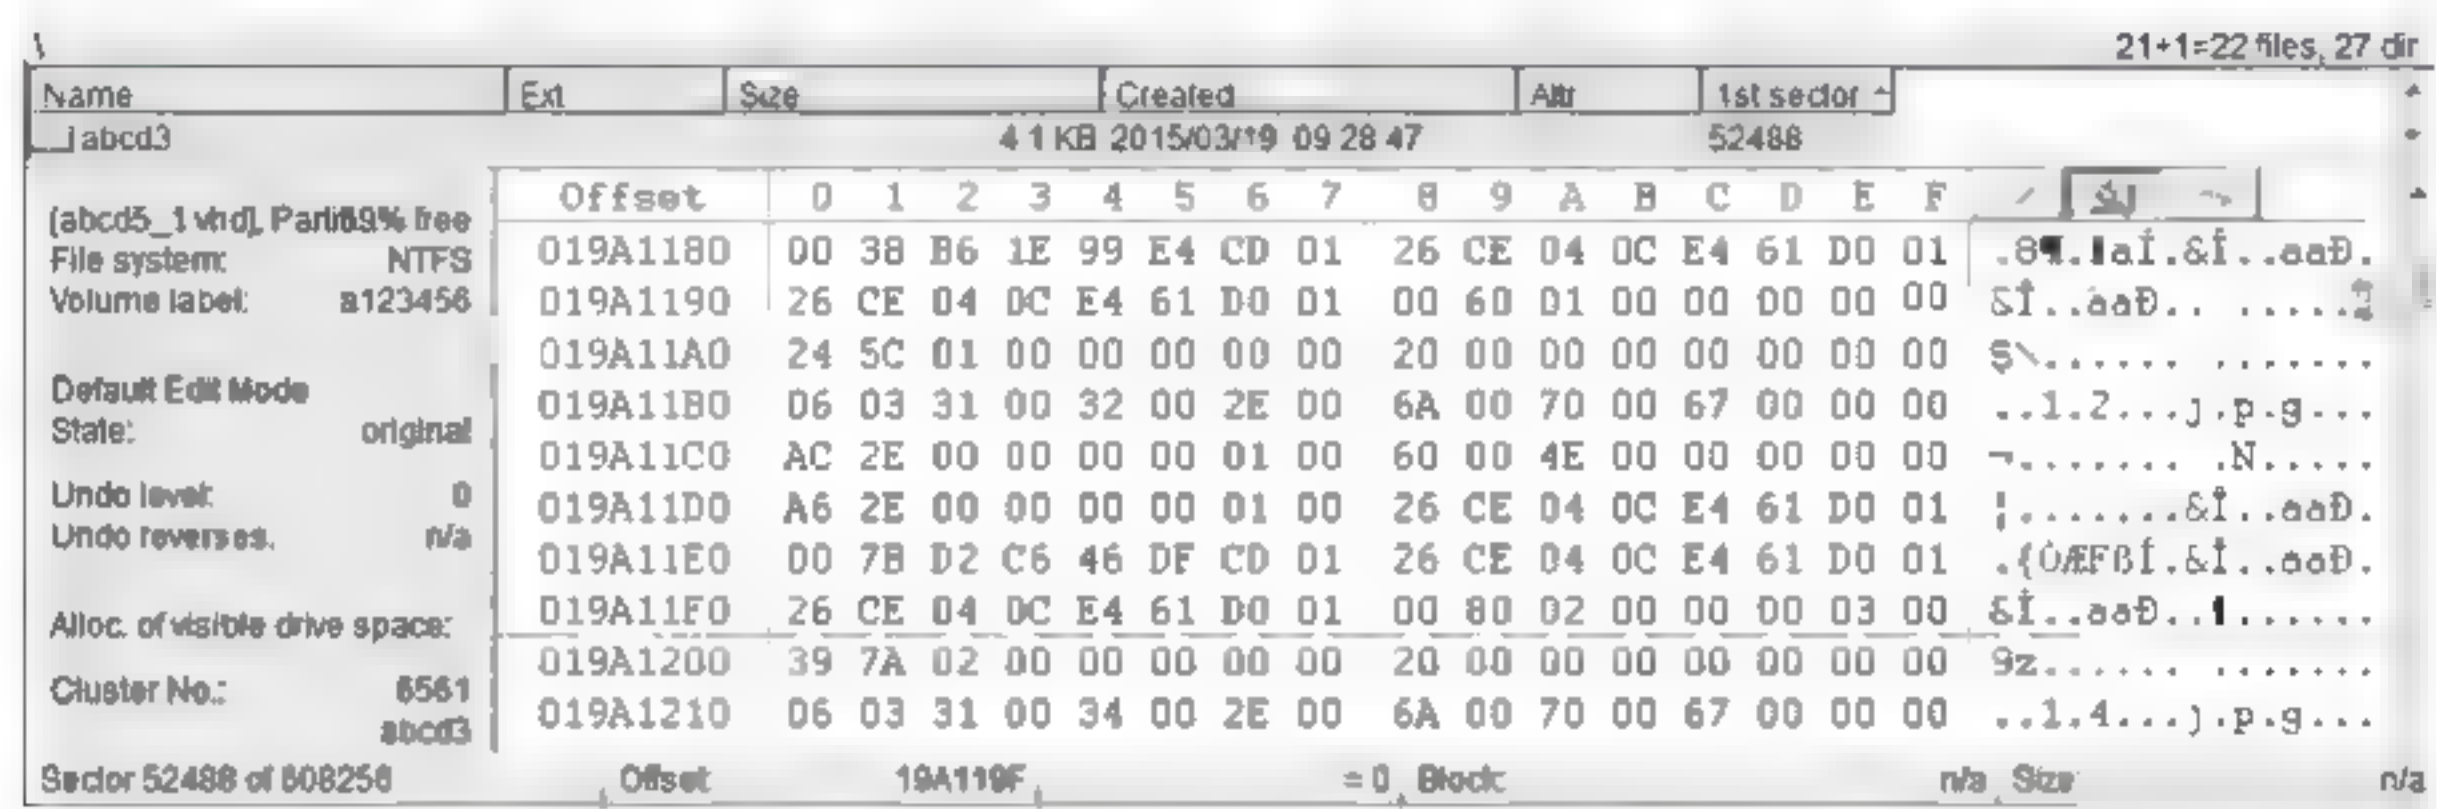 \ 21+1=22 files, 27 dir
Name Ext Size Created Attr 1st sector
abcd3 4.1 KB 2015/03/19 09:28:47 52488
Offset 0 1 2 3 4 5 6 7 8 9 A B C D E F
[abcd5_1.vhd], 69% free
019A1180 00 38 B6 1E 99 E4 CD 01 26 CE 04 0C E4 61 D0 01
File system: NTFS
Volume label: a123456
019A1190 26 CE 04 0C E4 61 D0 01 00 60 01 00 00 00 00 00
019A11A0 24 5C 01 00 00 00 00 00 20 00 00 00 00 00 00 00 $\...... .......
Default Edit Mode
019A11B0 06 03 31 00 32 00 2E 00 6A 00 70 00 67 00 00 00 ..1.2...j.p.g...
State: original
019A11C0 AC 2E 00 00 00 00 01 00 60 00 4E 00 00 00 00 00 ¬....... .N.....
Undo level: 0
019A11D0 A6 2E 00 00 00 00 01 00 26 CE 04 0C E4 61 D0 01
Undo reverses: n/a
019A11E0 00 7B D2 C6 46 DF CD 01 26 CE 04 0C E4 61 D0 01
019A11F0 26 CE 04 0C E4 61 D0 01 00 80 02 00 00 00 03 00
Alloc. of visible drive space:
019A1200 39 7A 02 00 00 00 00 00 20 00 00 00 00 00 00 00 9z...... .......
Cluster No.: 6561
019A1210 06 03 31 00 34 00 2E 00 6A 00 70 00 67 00 00 00 ..1.4...j.p.g...
abcd3
Sector 52488 of 608256 Offset: 19A119F = 0 Block: n/a Size: n/a